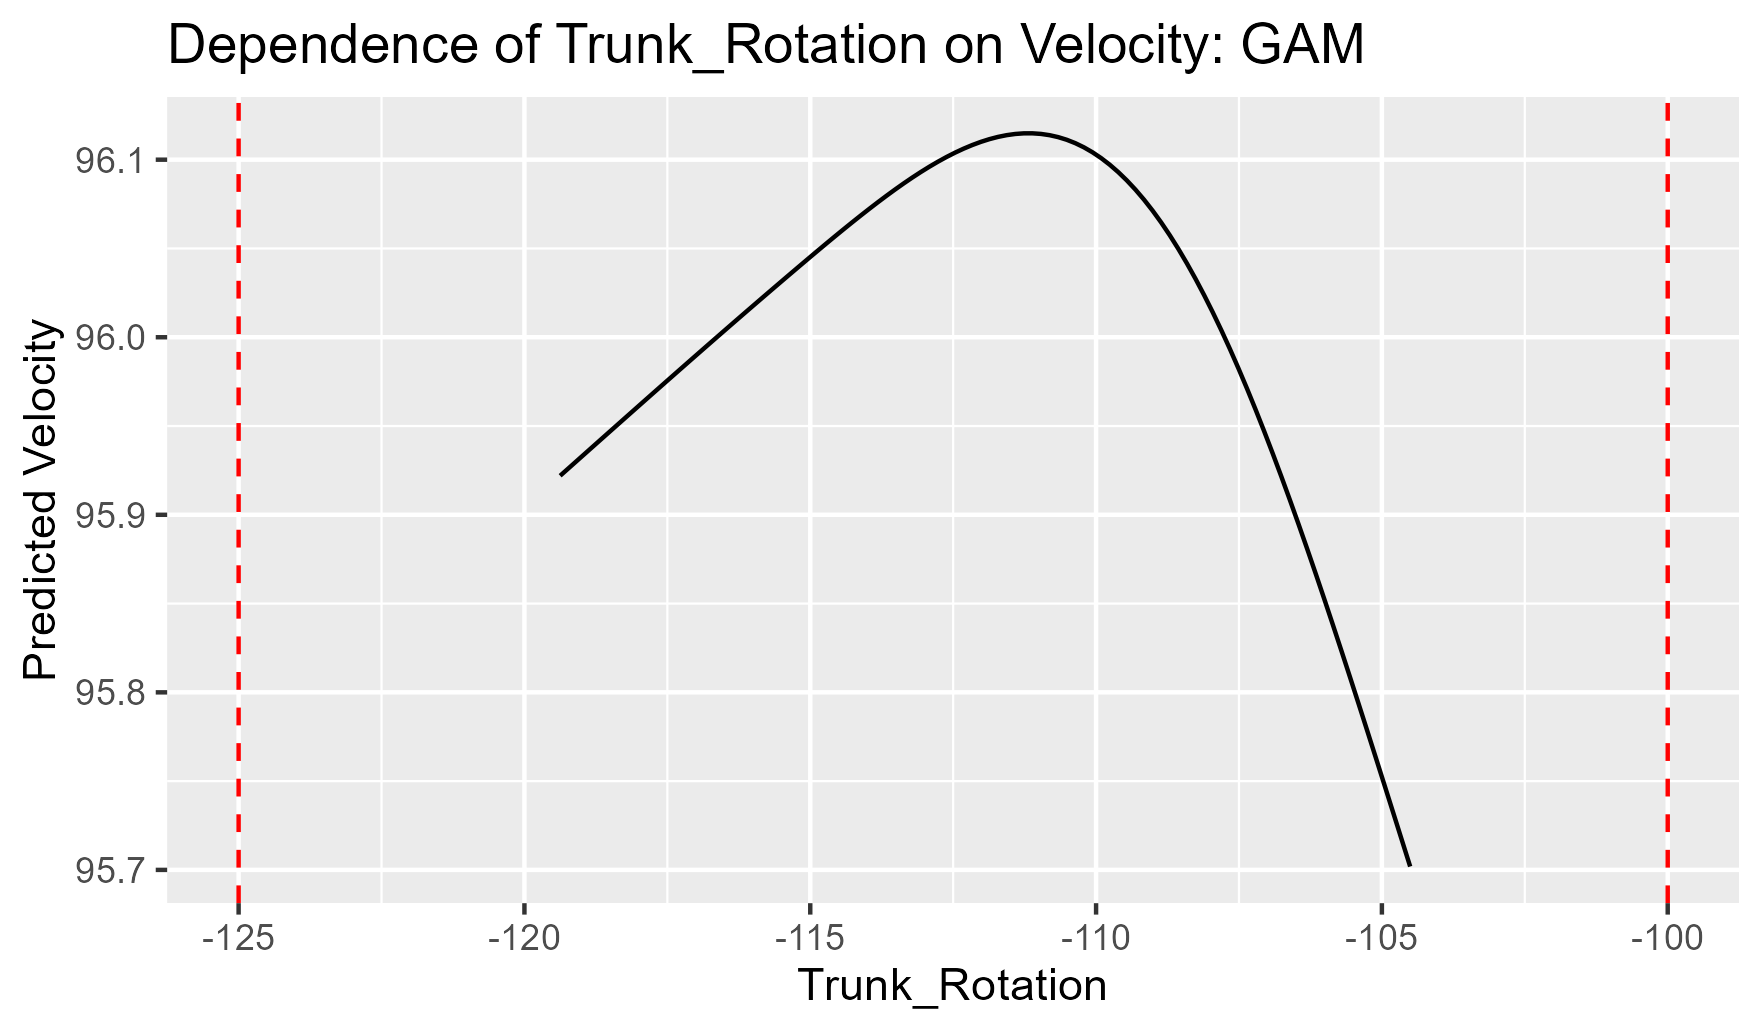 Dependence of Trunk_Rotation on Velocity: GAM
Predicted Velocity
96.1
96.0
95.9
95.8
95.7
-125 -120 -115 -110 -105 -100
Trunk_Rotation